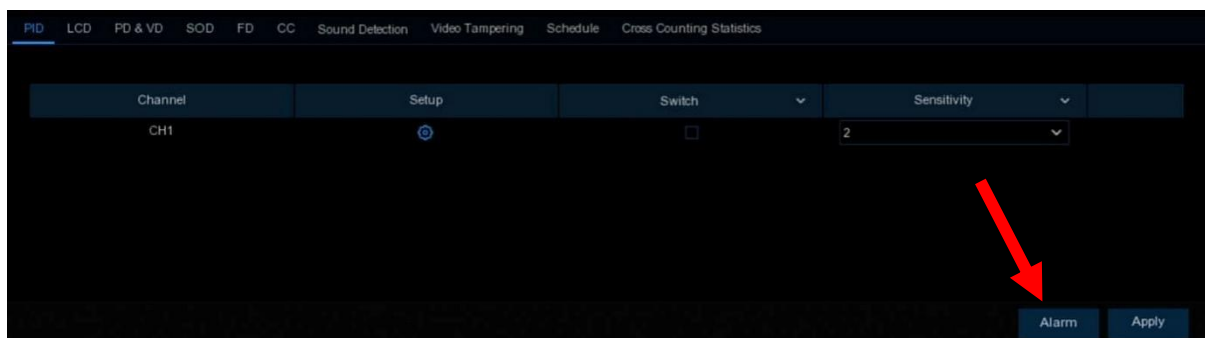 PID LCD PD & VD SOD FD CC Sound Detection Video Tampering Schedule Cross Counting Statistics
Channel Setup Switch Sensitivity
CH1 2
Alarm Apply